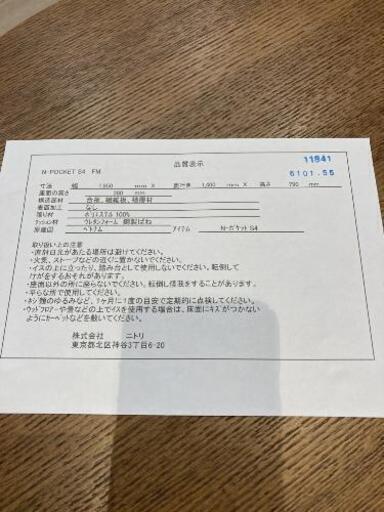 品質表示
11941
N-POCKET S4 FM
6101.55
寸法 幅 mm X 奥行き mm X 高さ 790 mm
座面の高さ 380 mm
構造部材 合板、繊維板、積層材
表面加工 なし
張り材 ポリエステル 100%
クッション材 ウレタンフォーム 鋼製ばね
原産国 ベトナム アイテム N-ポケット S4
取り扱い上の注意
・直射日光があたる場所は避けてください。
・火気、ストーブなどの近くに置かないでください。
・イスの上に立ったり、踏み台として使用しないでください。転倒して
ケガをするおそれがあります。
・座面以外の所に座らないでください。転倒し怪我をすることがあります。
・平らな所で使用してください。
・ネジ類のゆるみなど、1ヶ月に1度の目安で定期的に点検してください。
・ウッドフロアーや畳などの上でイスを使用する場合は、床面にキズがつかない
ようにカーペットなどを敷いてください。
株式会社 ニトリ
東京都北区神谷3丁目6-20